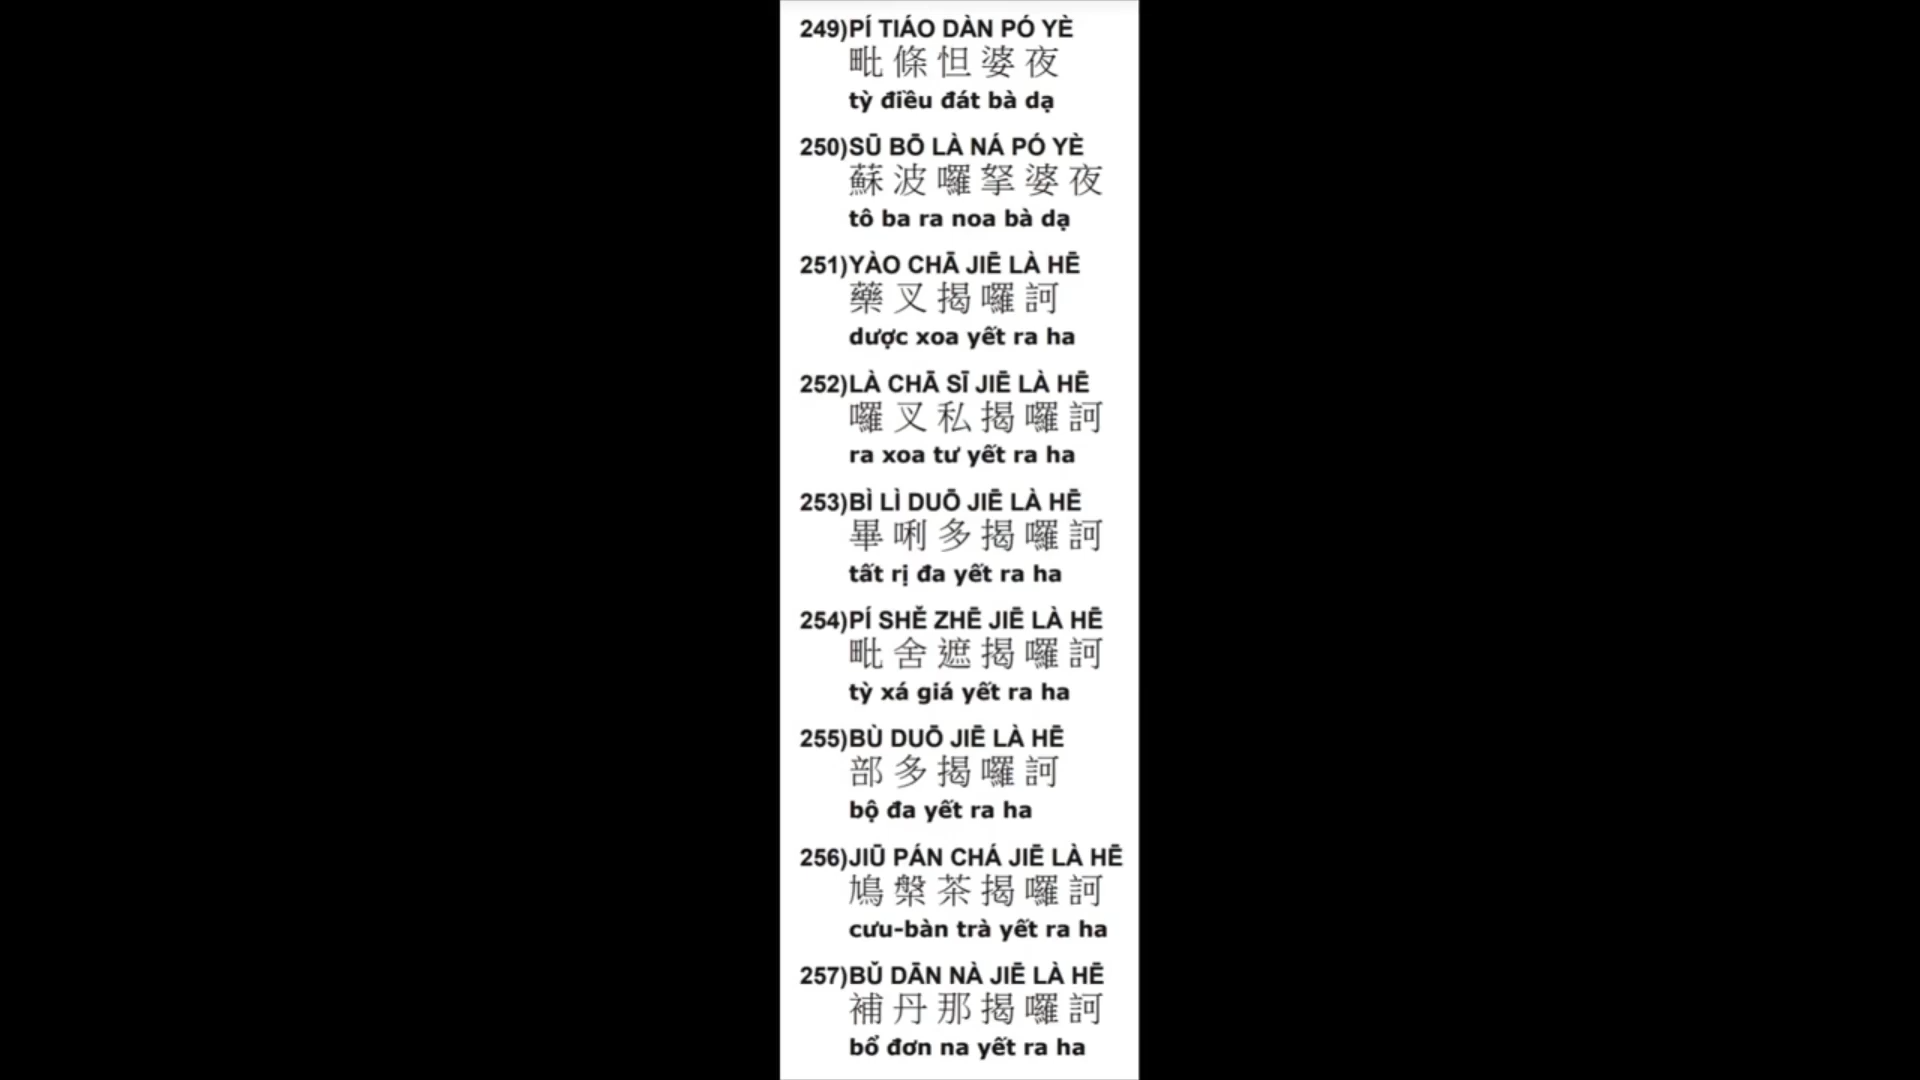 249)PÍ TIÁO DÀN PÓ YÈ
毗條怛婆夜
tỳ điều đát bà dạ
250)SŪ BŌ LÀ NÁ PÓ YÈ
蘇波囉拏婆夜
tô ba ra noa bà dạ
251)YÀO CHĀ JIĒ LÀ HĒ
藥叉揭囉訶
dược xoa yết ra ha
252)LÀ CHĀ SĪ JIĒ LÀ HĒ
囉叉私揭囉訶
ra xoa tư yết ra ha
253)BÌ LÌ DUŌ JIĒ LÀ HĒ
畢唎多揭囉訶
tất rị đa yết ra ha
254)PÍ SHĚ ZHĒ JIĒ LÀ HĒ
毗舍遮揭囉訶
tỳ xá giá yết ra ha
255)BÙ DUŌ JIĒ LÀ HĒ
部多揭囉訶
bộ đa yết ra ha
256)JIŪ PÁN CHÁ JIĒ LÀ HĒ
鳩槃茶揭囉訶
cưu-bàn trà yết ra ha
257)BǓ DĀN NÀ JIĒ LÀ HĒ
補丹那揭囉訶
bổ đơn na yết ra ha